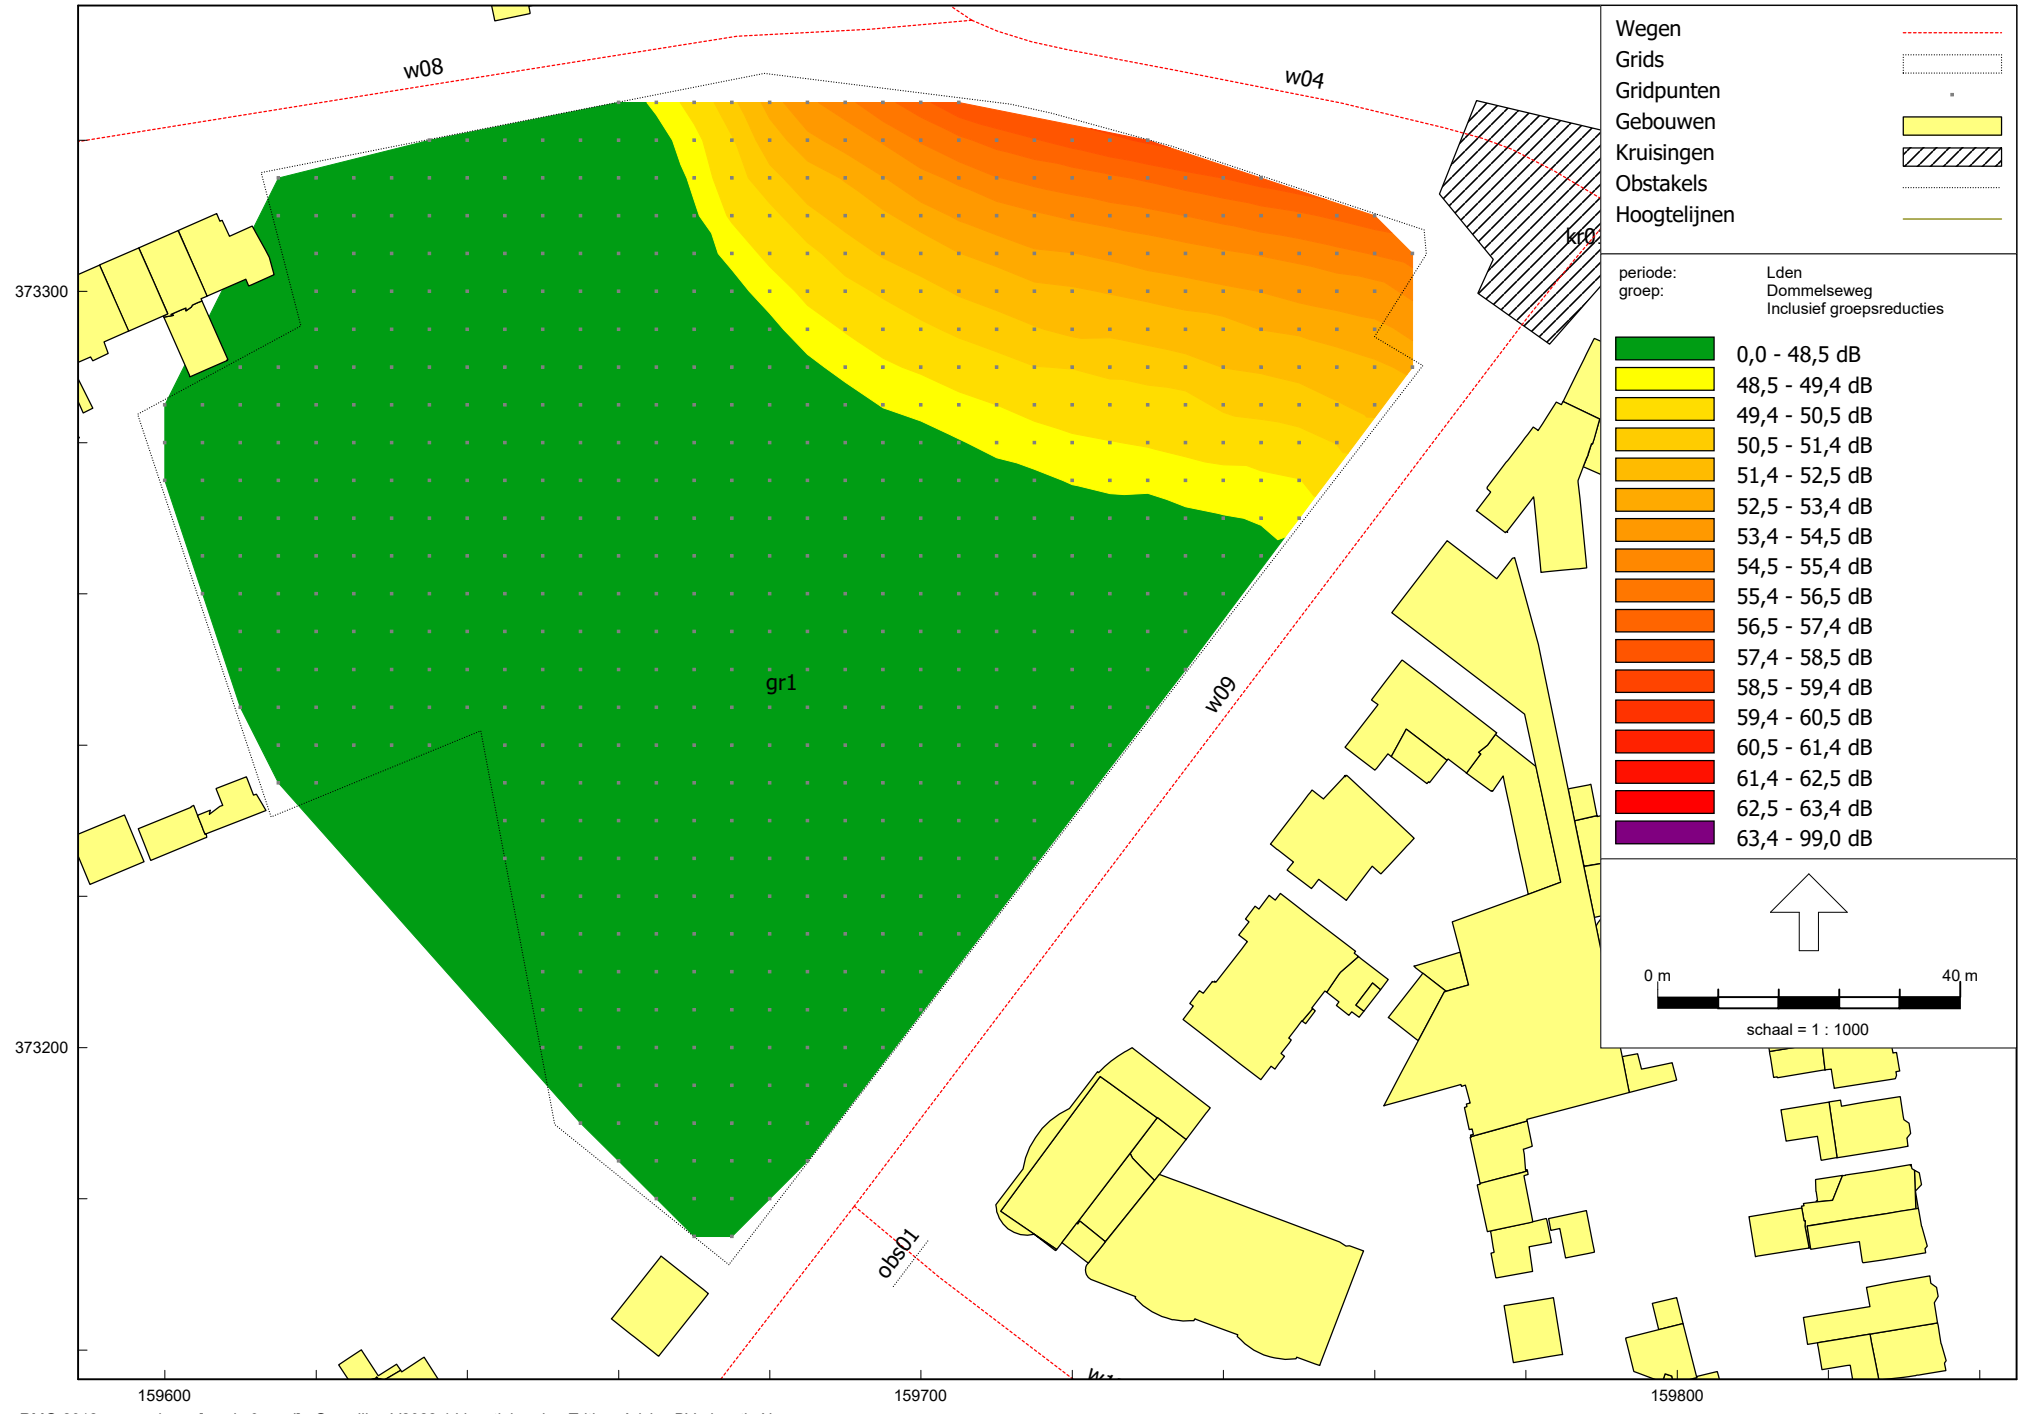 w08
w04
kr0
gr1
w09
obs01
373300
373200
159600
159700
159800
Wegen
Grids
Gridpunten
Gebouwen
Kruisingen
Obstakels
Hoogtelijnen
periode: Lden
groep: Dommelseweg
Inclusief groepsreducties
0,0 - 48,5 dB
48,5 - 49,4 dB
49,4 - 50,5 dB
50,5 - 51,4 dB
51,4 - 52,5 dB
52,5 - 53,4 dB
53,4 - 54,5 dB
54,5 - 55,4 dB
55,4 - 56,5 dB
56,5 - 57,4 dB
57,4 - 58,5 dB
58,5 - 59,4 dB
59,4 - 60,5 dB
60,5 - 61,4 dB
61,4 - 62,5 dB
62,5 - 63,4 dB
63,4 - 99,0 dB
0 m 40 m
schaal = 1 : 1000